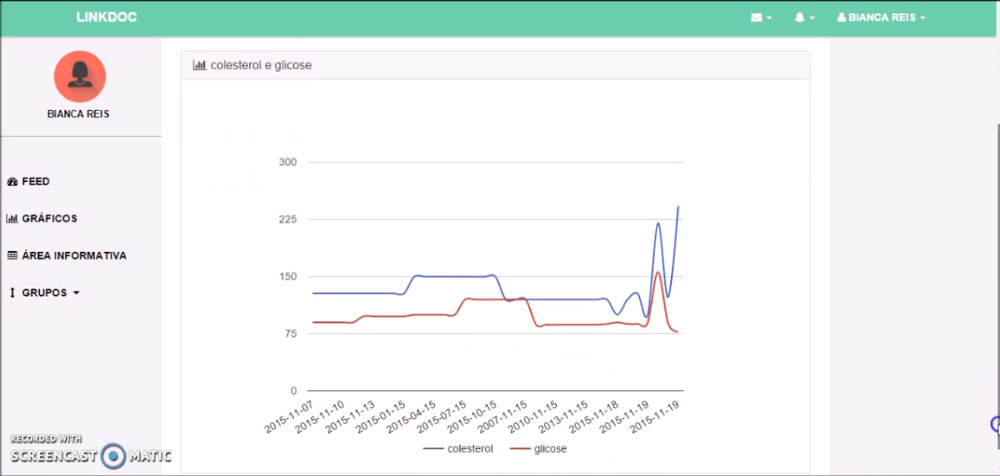 LINKDOC
BIANCA REIS
BIANCA REIS
FEED
GRÁFICOS
ÁREA INFORMATIVA
GRUPOS
colesterol e glicose
300
225
150
75
0
2015-11-07
2015-11-10
2015-11-13
2015-01-15
2015-04-15
2015-07-15
2015-10-15
2007-11-15
2010-11-15
2013-11-15
2015-11-18
2015-11-19
2015-11-19
colesterol
glicose
RECORDED WITH
SCREENCAST MATIC